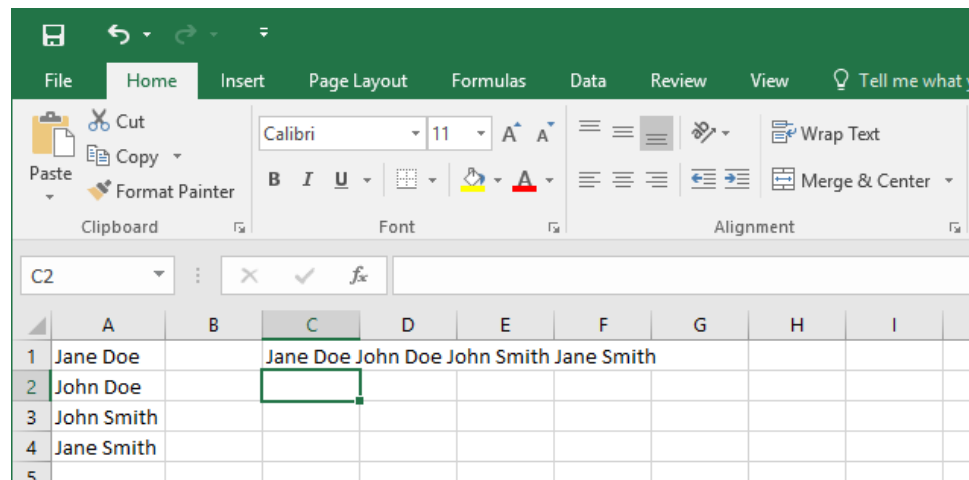 File Home Insert Page Layout Formulas Data Review View Tell me what
Cut
Calibri 11 A A Wrap Text
Copy
Paste
Format Painter B I U A Merge & Center
Clipboard Font Alignment
C2 fx
A B C D E F G H I
1 Jane Doe Jane Doe John Doe John Smith Jane Smith
2 John Doe
3 John Smith
4 Jane Smith
5